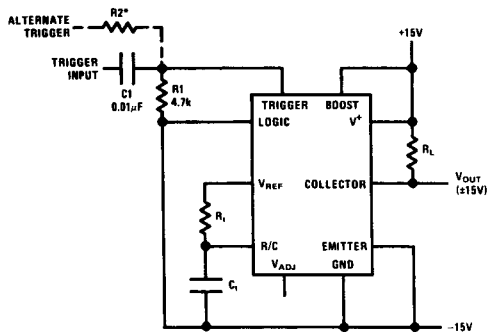 ALTERNATE
TRIGGER
R2*
+15V
TRIGGER
INPUT
C1
0.01μF
R1
4.7k
TRIGGER
BOOST
LOGIC
V+
RL
VREF
COLLECTOR
VOUT
(±15V)
Rt
R/C
EMITTER
VADJ
GND
Ct
−15V